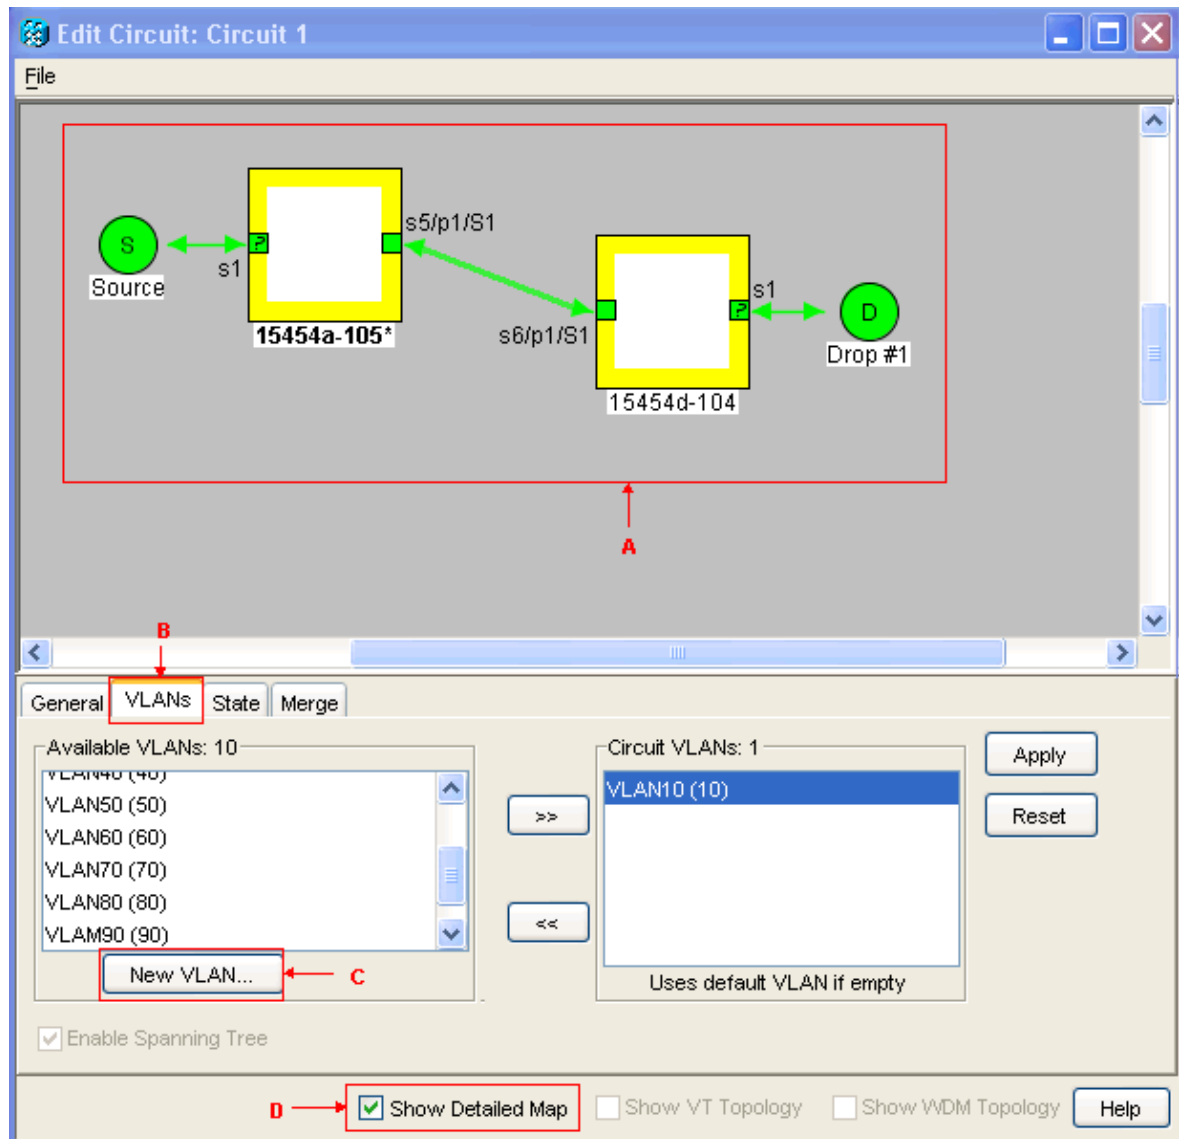 Edit Circuit: Circuit 1
File
S
Source
?
s1
s5/p1/S1
15454a-105*
s6/p1/S1
?
s1
D
Drop #1
15454d-104
A
B
General VLANs State Merge
Available VLANs: 10
VLAN40 (40)
VLAN50 (50)
VLAN60 (60)
VLAN70 (70)
VLAN80 (80)
VLAM90 (90)
New VLAN...
C
>>
<<
Circuit VLANs: 1
VLAN10 (10)
Uses default VLAN if empty
Apply
Reset
Enable Spanning Tree
D
Show Detailed Map
Show VT Topology
Show WDM Topology
Help